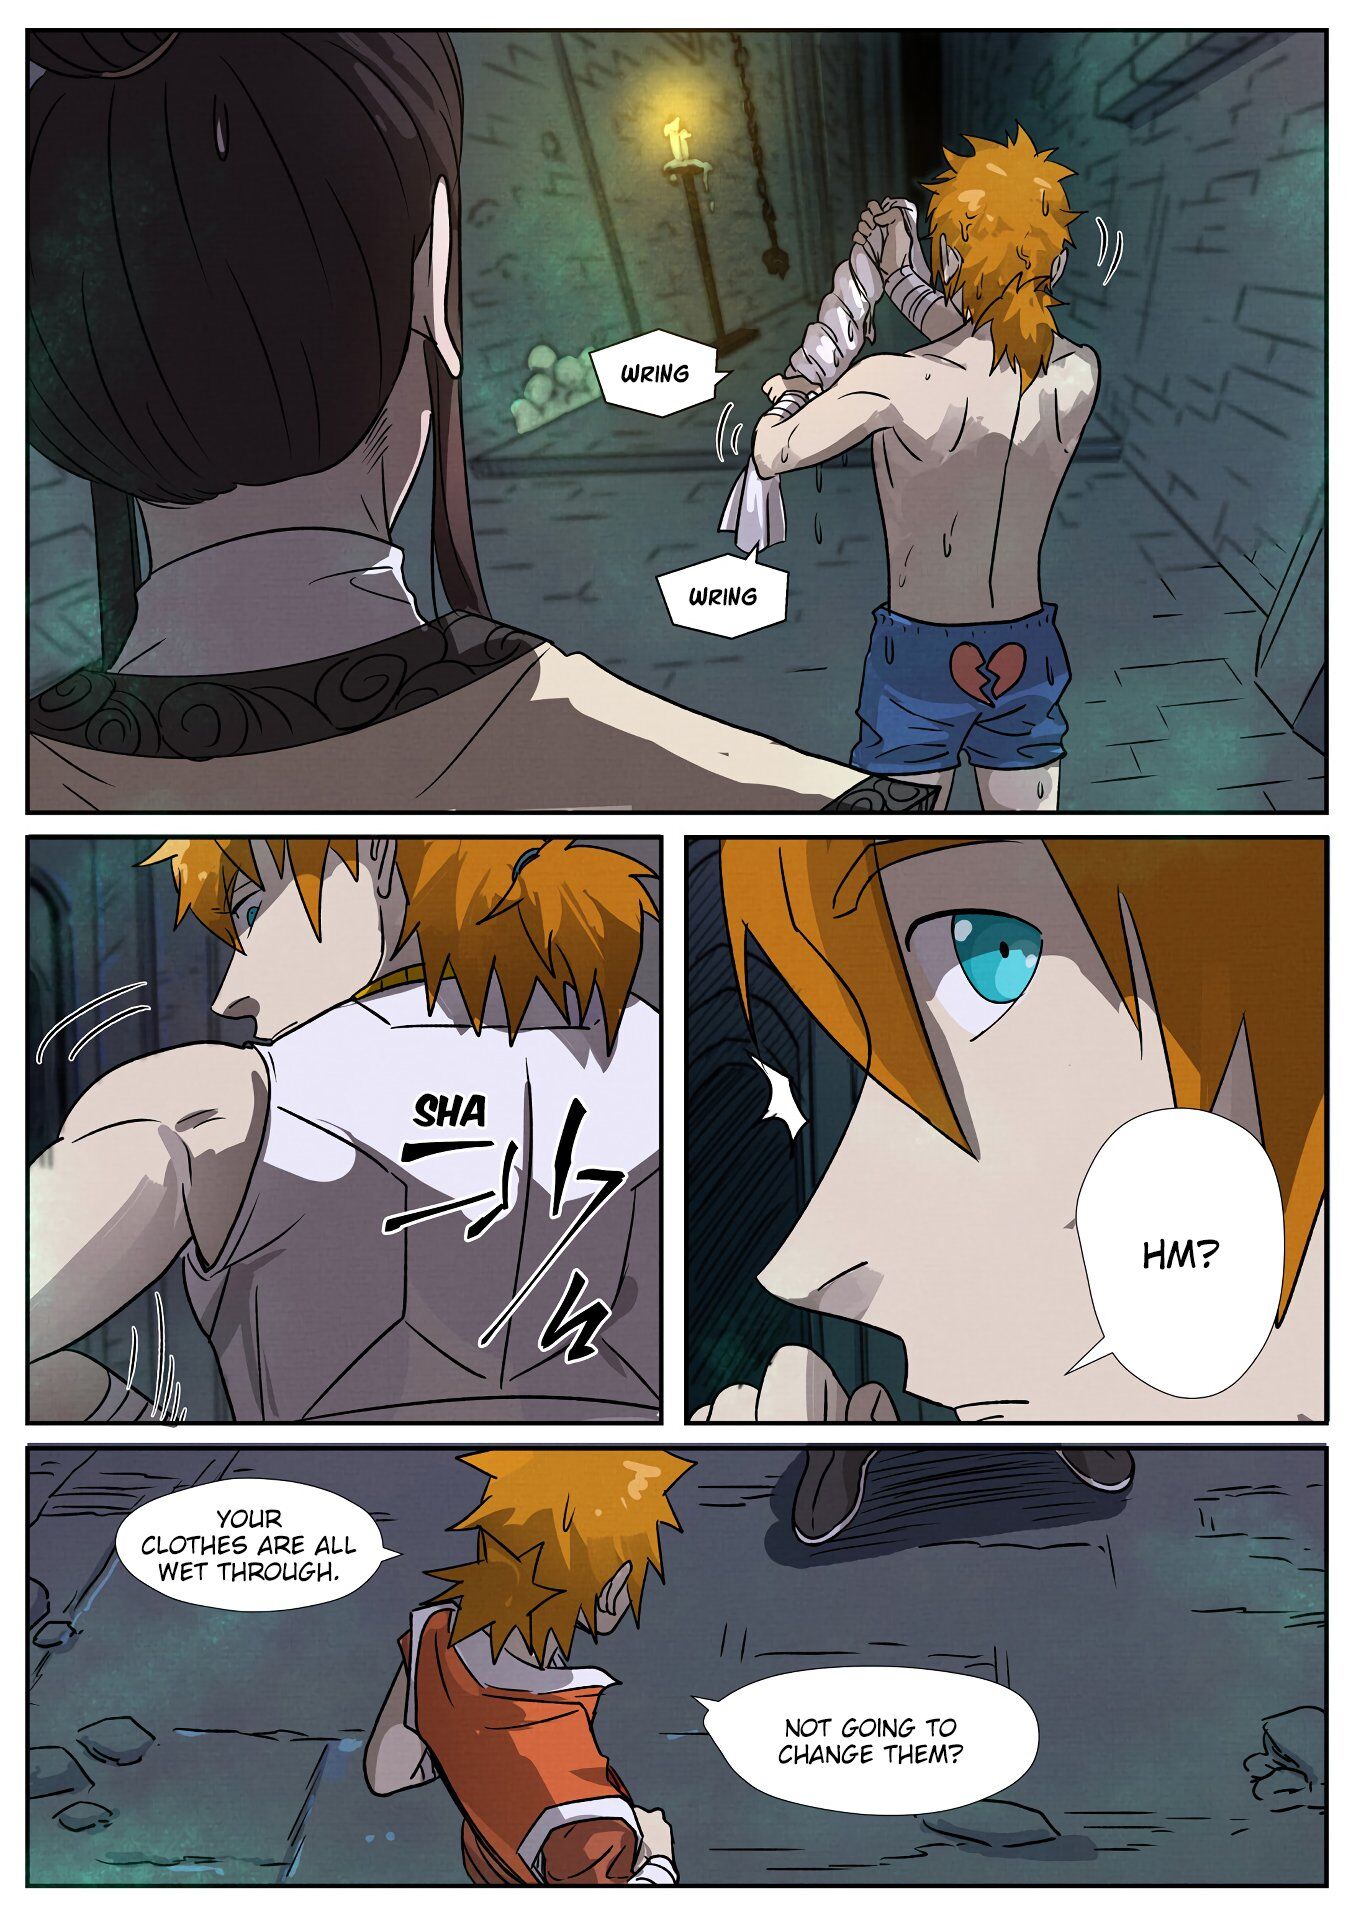 WRING
WRING
SHA
HM?
YOUR
CLOTHES ARE ALL
WET THROUGH.
NOT GOING TO
CHANGE THEM?